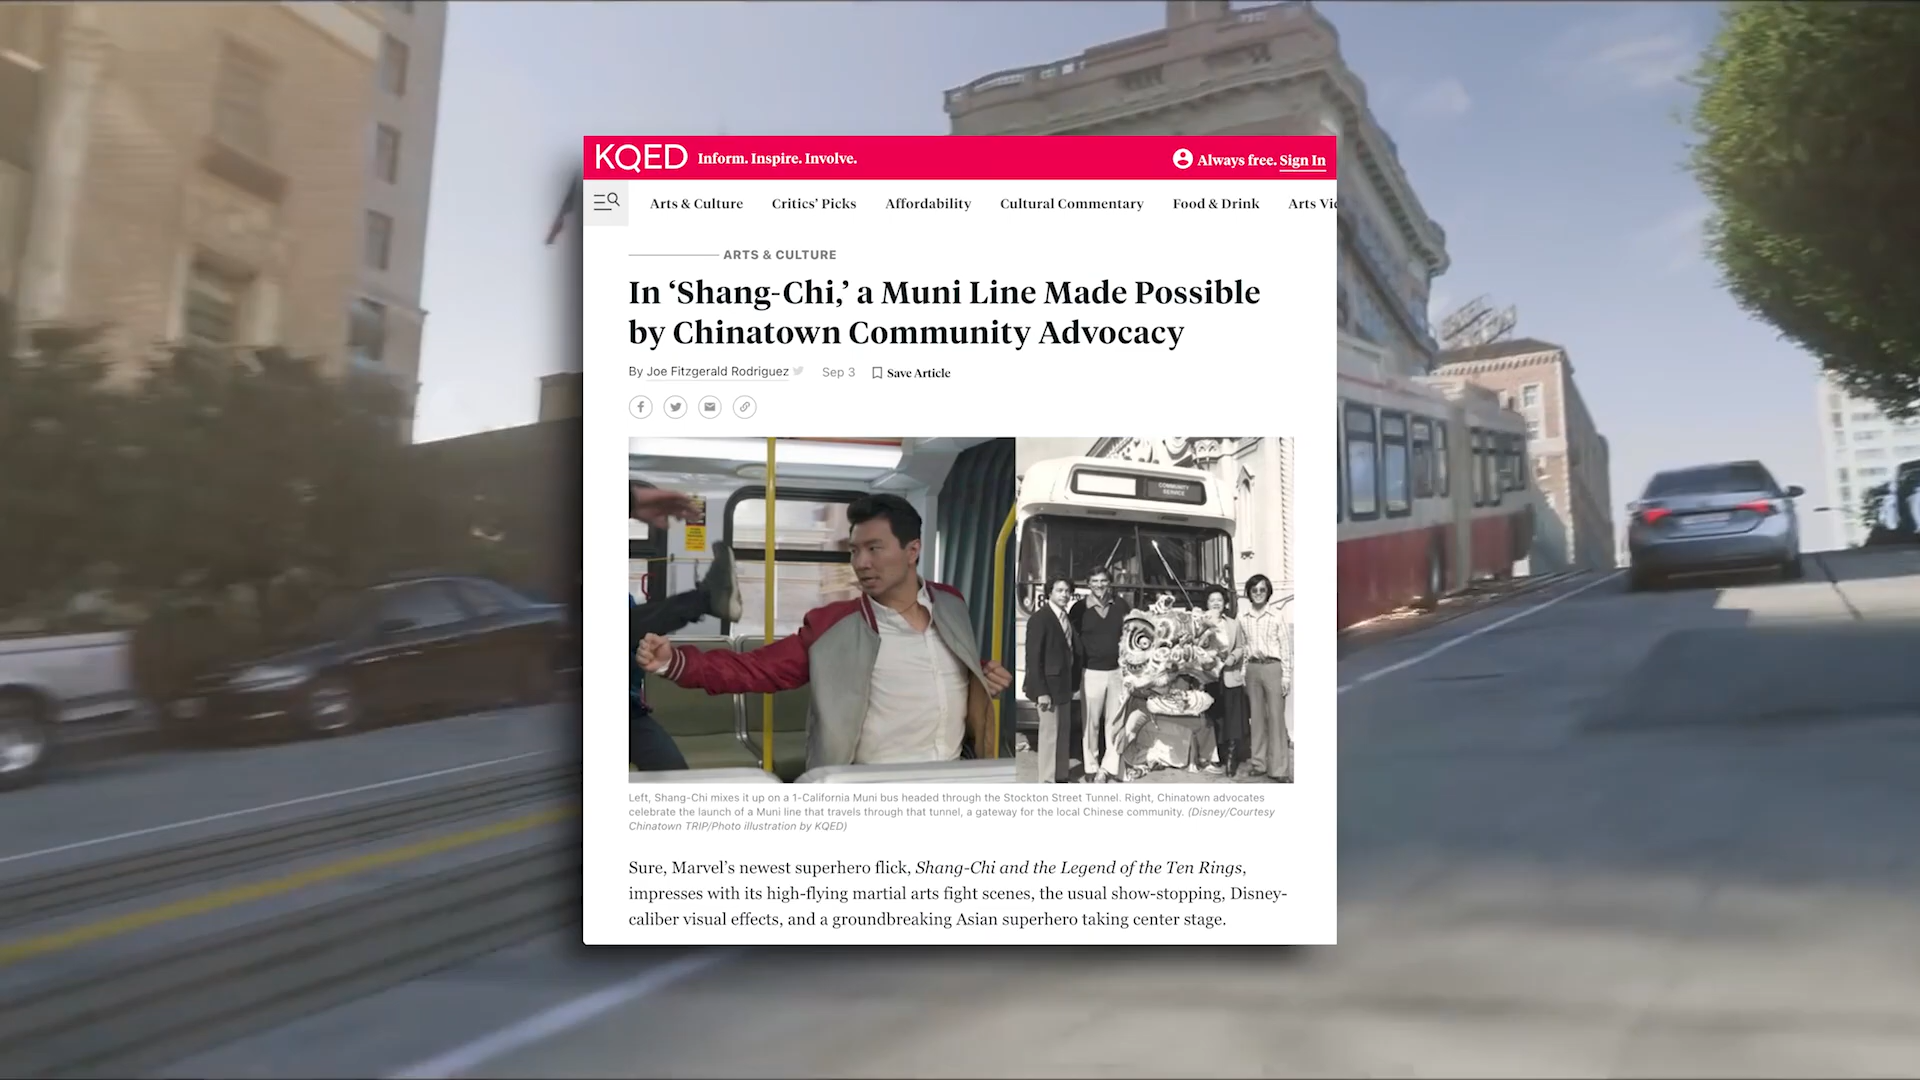 KQED Inform. Inspire. Involve.
Always free. Sign In
Arts & Culture Critics' Picks Affordability Cultural Commentary Food & Drink Arts Vi
ARTS & CULTURE
In ‘Shang-Chi,’ a Muni Line Made Possible
by Chinatown Community Advocacy
By Joe Fitzgerald Rodriguez Sep 3 Save Article
COMMUNITY
SERVICE
Left, Shang-Chi mixes it up on a 1-California Muni bus headed through the Stockton Street Tunnel. Right, Chinatown advocates
celebrate the launch of a Muni line that travels through that tunnel, a gateway for the local Chinese community. (Disney/Courtesy
Chinatown TRIP/Photo illustration by KQED)
Sure, Marvel’s newest superhero flick, Shang-Chi and the Legend of the Ten Rings,
impresses with its high-flying martial arts fight scenes, the usual show-stopping, Disney-
caliber visual effects, and a groundbreaking Asian superhero taking center stage.